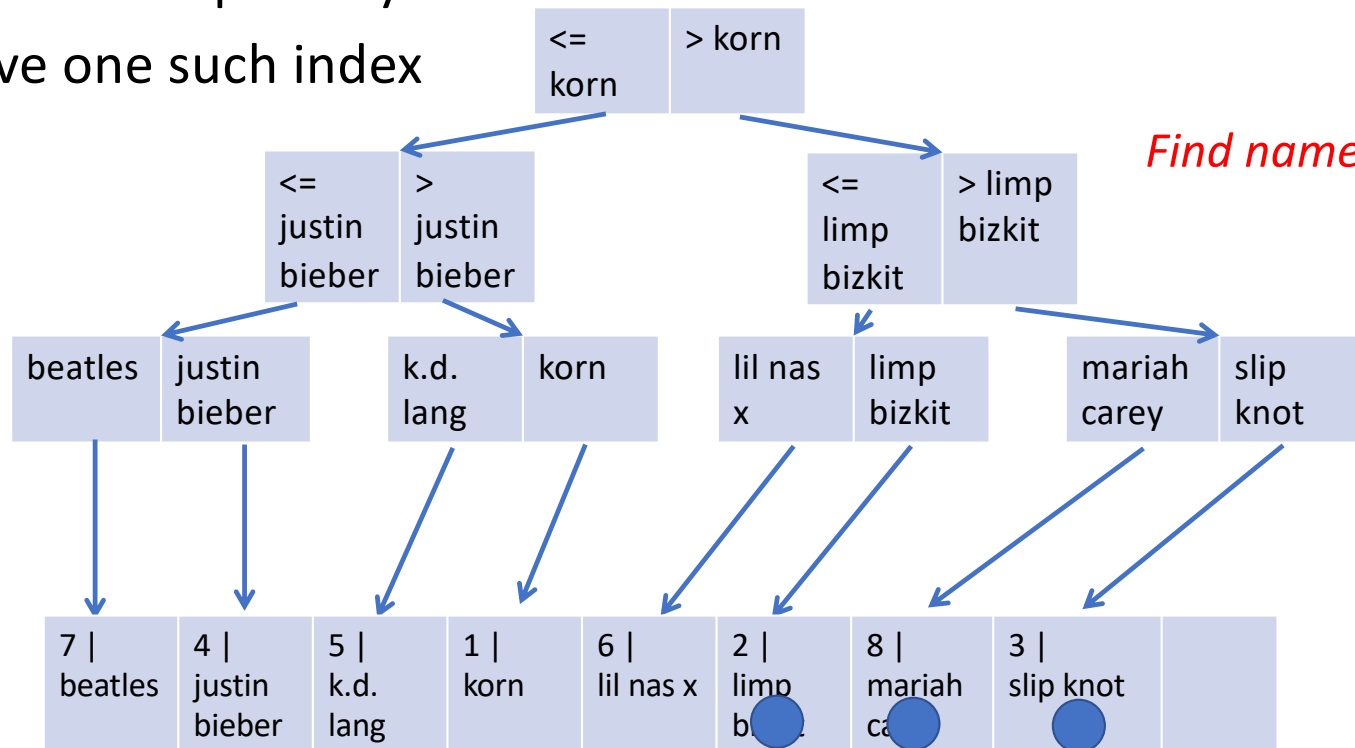 ve one such index
<=
korn
> korn
Find name
<=
justin
bieber
>
justin
bieber
<=
limp
bizkit
> limp
bizkit
beatles
justin
bieber
k.d.
lang
korn
lil nas
x
limp
bizkit
mariah
carey
slip
knot
7 |
beatles
4 |
justin
bieber
5 |
k.d.
lang
1 |
korn
6 |
lil nas x
2 |
limp
8 |
mariah
3 |
slip knot